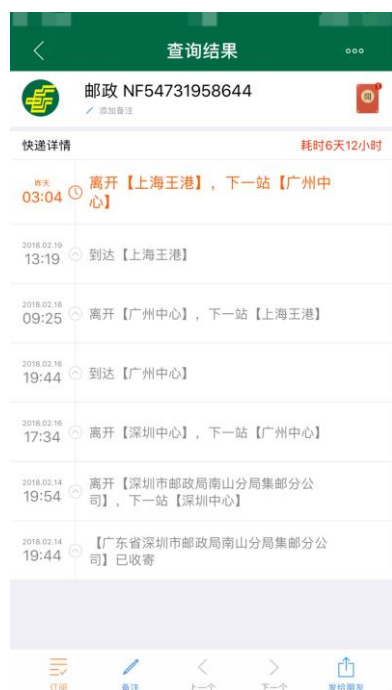 查询结果
邮政 NF54731958644
添加备注
快递详情
耗时6天12小时
昨天
03:04
离开【上海王港】，下一站【广州中
心】
2018.02.19
13:19
到达【上海王港】
2018.02.18
09:25
离开【广州中心】，下一站【上海王港】
2018.02.16
19:44
到达【广州中心】
2018.02.16
17:34
离开【深圳中心】，下一站【广州中心】
2018.02.14
19:54
离开【深圳市邮政局南山分局集邮分公
司】，下一站【深圳中心】
2018.02.14
19:44
【广东省深圳市邮政局南山分局集邮分公
司】已收寄
订阅
备注
上一个
下一个
发给朋友